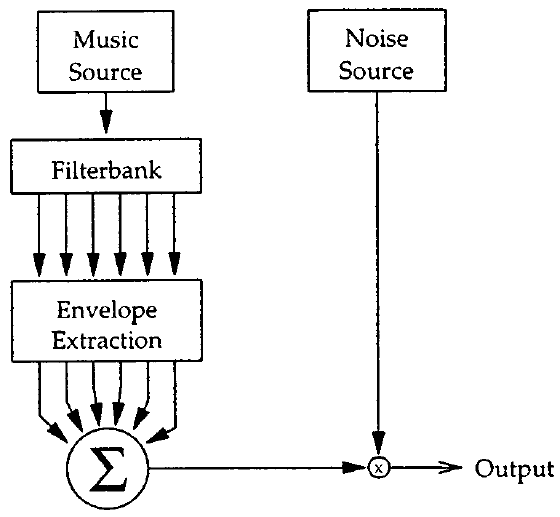 Music
Source
Noise
Source
Filterbank
Envelope
Extraction
Σ
x
Output